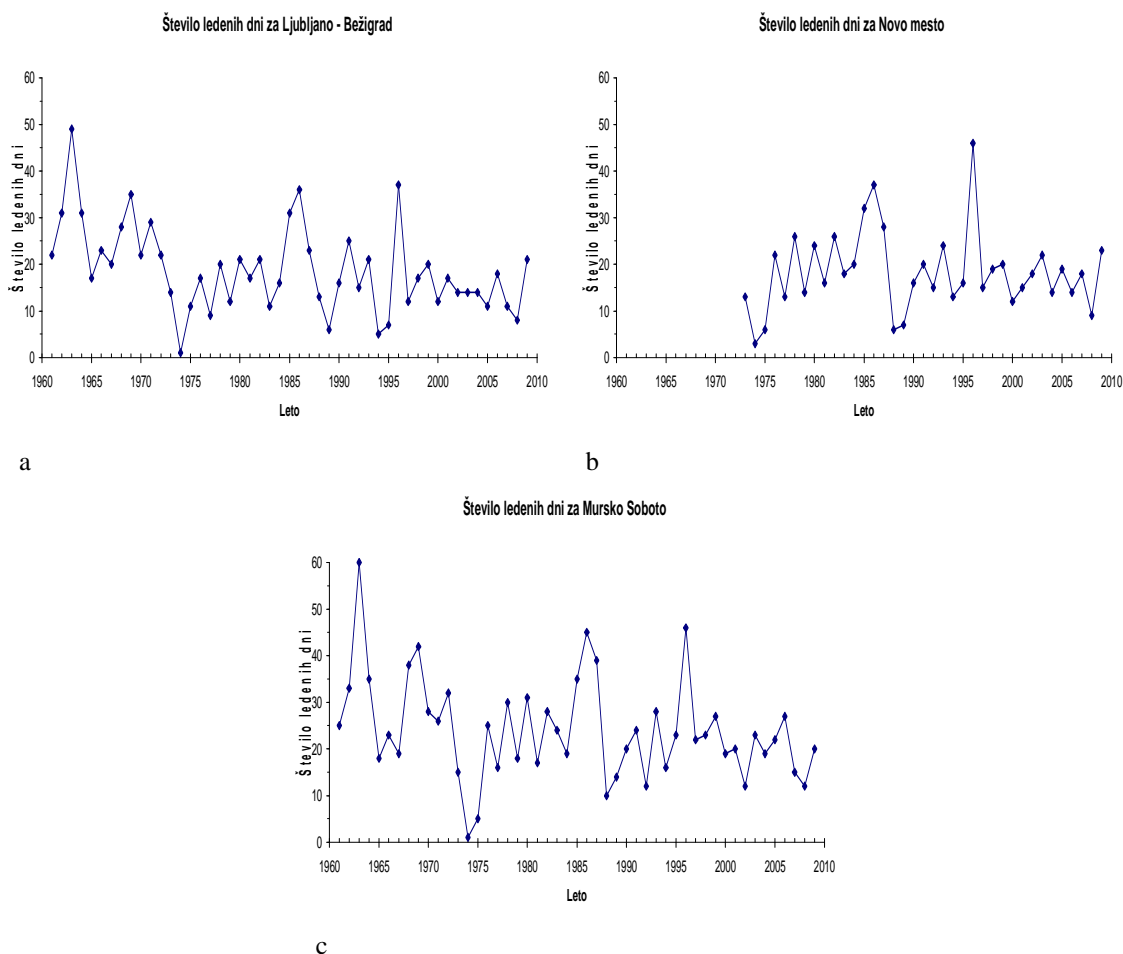 Število ledenih dni za Ljubljano - Bežigrad
Število ledenih dni
60
50
40
30
20
10
0
1960 1965 1970 1975 1980 1985 1990 1995 2000 2005 2010
Leto
a
Število ledenih dni za Novo mesto
Število ledenih dni
60
50
40
30
20
10
0
1960 1965 1970 1975 1980 1985 1990 1995 2000 2005 2010
Leto
b
Število ledenih dni za Mursko Soboto
Število ledenih dni
60
50
40
30
20
10
0
1960 1965 1970 1975 1980 1985 1990 1995 2000 2005 2010
Leto
c